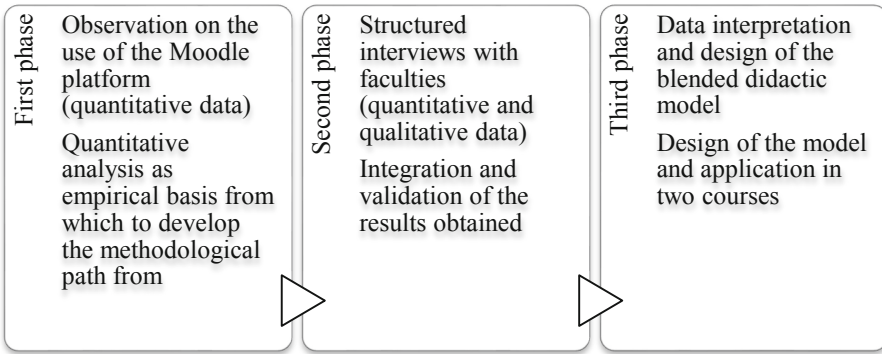 First phase
Observation on the
use of the Moodle
platform
(quantitative data)
Quantitative
analysis as
empirical basis from
which to develop
the methodological
path from
Second phase
Structured
interviews with
faculties
(quantitative and
qualitative data)
Integration and
validation of the
results obtained
Third phase
Data interpretation
and design of the
blended didactic
model
Design of the model
and application in
two courses